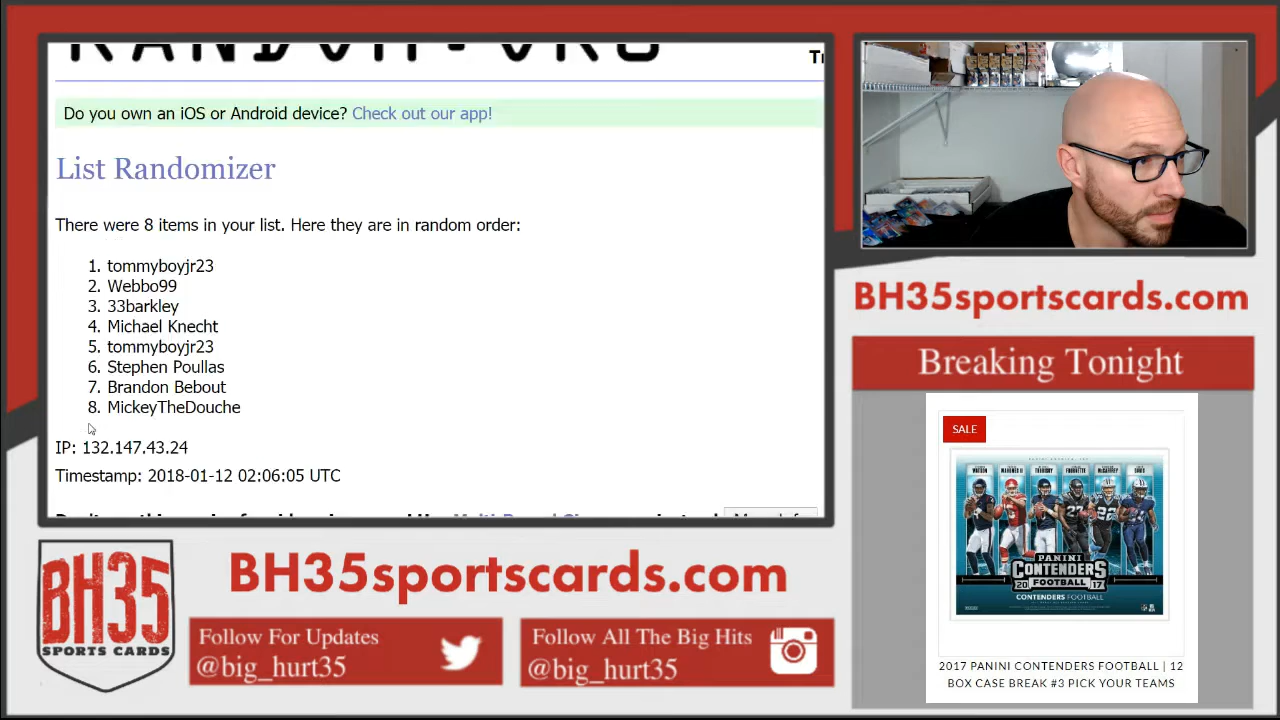 RANDOM.ORG
Do you own an iOS or Android device? Check out our app!
List Randomizer
There were 8 items in your list. Here they are in random order:
1. tommyboyjr23
2. Webbo99
3. 33barkley
4. Michael Knecht
5. tommyboyjr23
6. Stephen Poullas
7. Brandon Bebout
8. MickeyTheDouche
IP: 132.147.43.24
Timestamp: 2018-01-12 02:06:05 UTC
BH35sportscards.com
Breaking Tonight
SALE
PANINI
CONTENDERS
20 FOOTBALL 17
CONTENDERS FOOTBALL
2017 PANINI CONTENDERS FOOTBALL | 12
BOX CASE BREAK #3 PICK YOUR TEAMS
BH35
SPORTS CARDS
BH35sportscards.com
Follow For Updates
@big_hurt35
Follow All The Big Hits
@big_hurt35